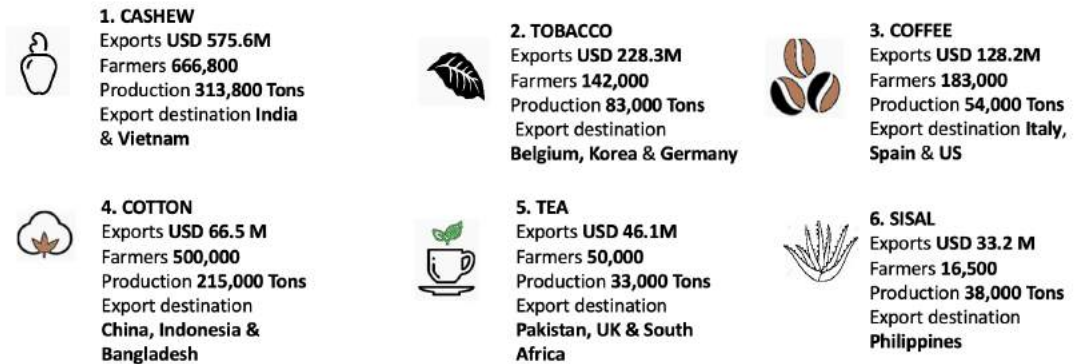 1. CASHEW
Exports USD 575.6M
Farmers 666,800
Production 313,800 Tons
Export destination India
& Vietnam
2. TOBACCO
Exports USD 228.3M
Farmers 142,000
Production 83,000 Tons
Export destination
Belgium, Korea & Germany
3. COFFEE
Exports USD 128.2M
Farmers 183,000
Production 54,000 Tons
Export destination Italy,
Spain & US
4. COTTON
Exports USD 66.5 M
Farmers 500,000
Production 215,000 Tons
Export destination
China, Indonesia &
Bangladesh
5. TEA
Exports USD 46.1M
Farmers 50,000
Production 33,000 Tons
Export destination
Pakistan, UK & South
Africa
6. SISAL
Exports USD 33.2 M
Farmers 16,500
Production 38,000 Tons
Export destination
Philippines